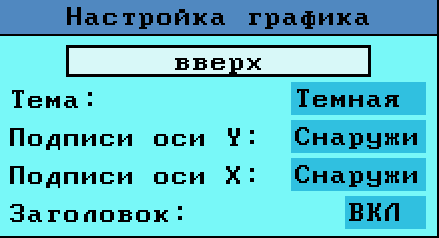 Настройка графика
вверх
Тема: Темная
Подписи оси Y: Снаружи
Подписи оси X: Снаружи
Заголовок: ВКЛ